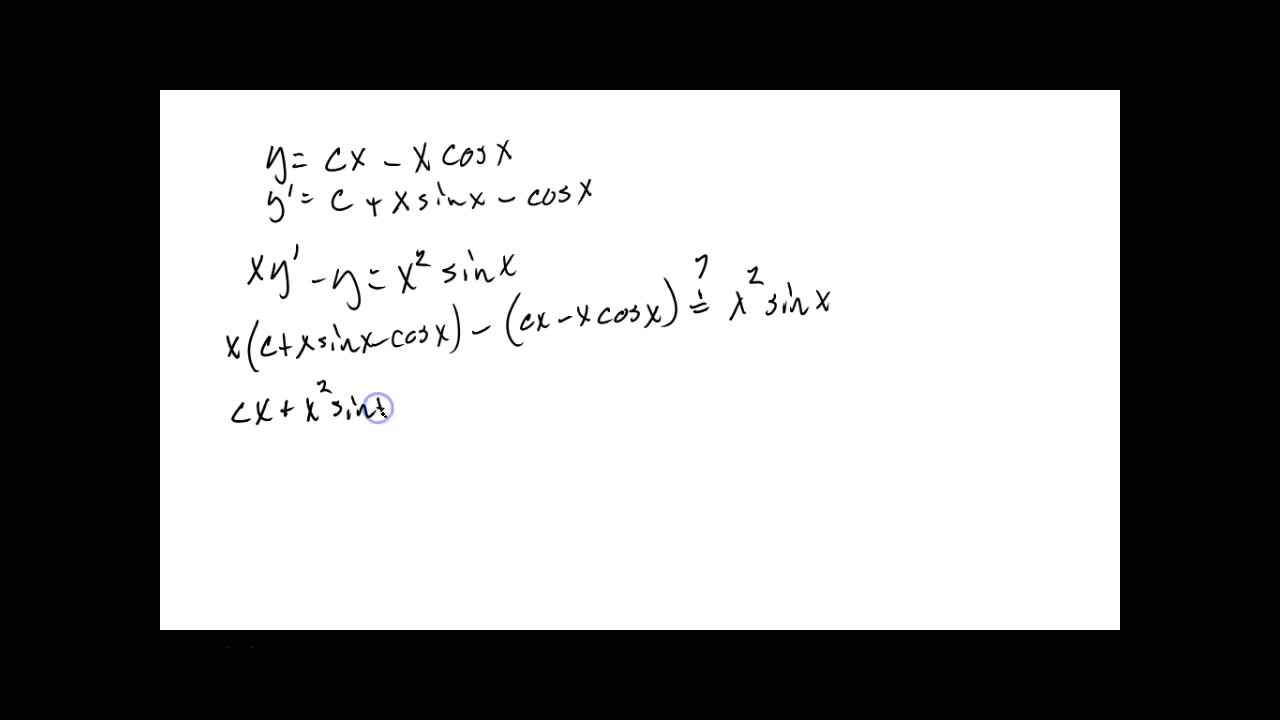 y = cx - x cos x
y' = c + x sin x - cos x
xy' - y = x² sin x
x(c + x sin x - cos x) - (cx - x cos x) ≟ x² sin x
cx + x² sin